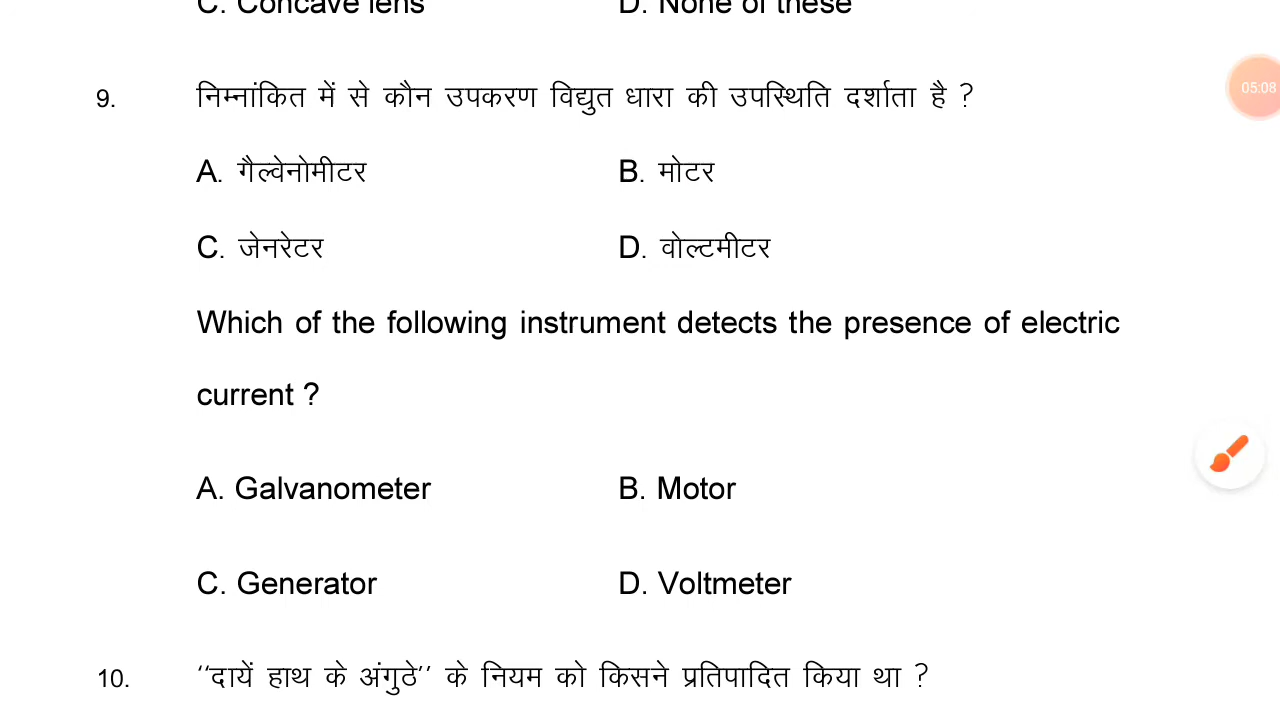 C. Concave lens D. None of these
9. निम्नांकित में से कौन उपकरण विद्युत धारा की उपस्थिति दर्शाता है ?
A. गैल्वेनोमीटर B. मोटर
C. जेनरेटर D. वोल्टमीटर
Which of the following instrument detects the presence of electric
current ?
A. Galvanometer B. Motor
C. Generator D. Voltmeter
10. ‘‘दायें हाथ के अंगुठे’’ के नियम को किसने प्रतिपादित किया था ?
05:08